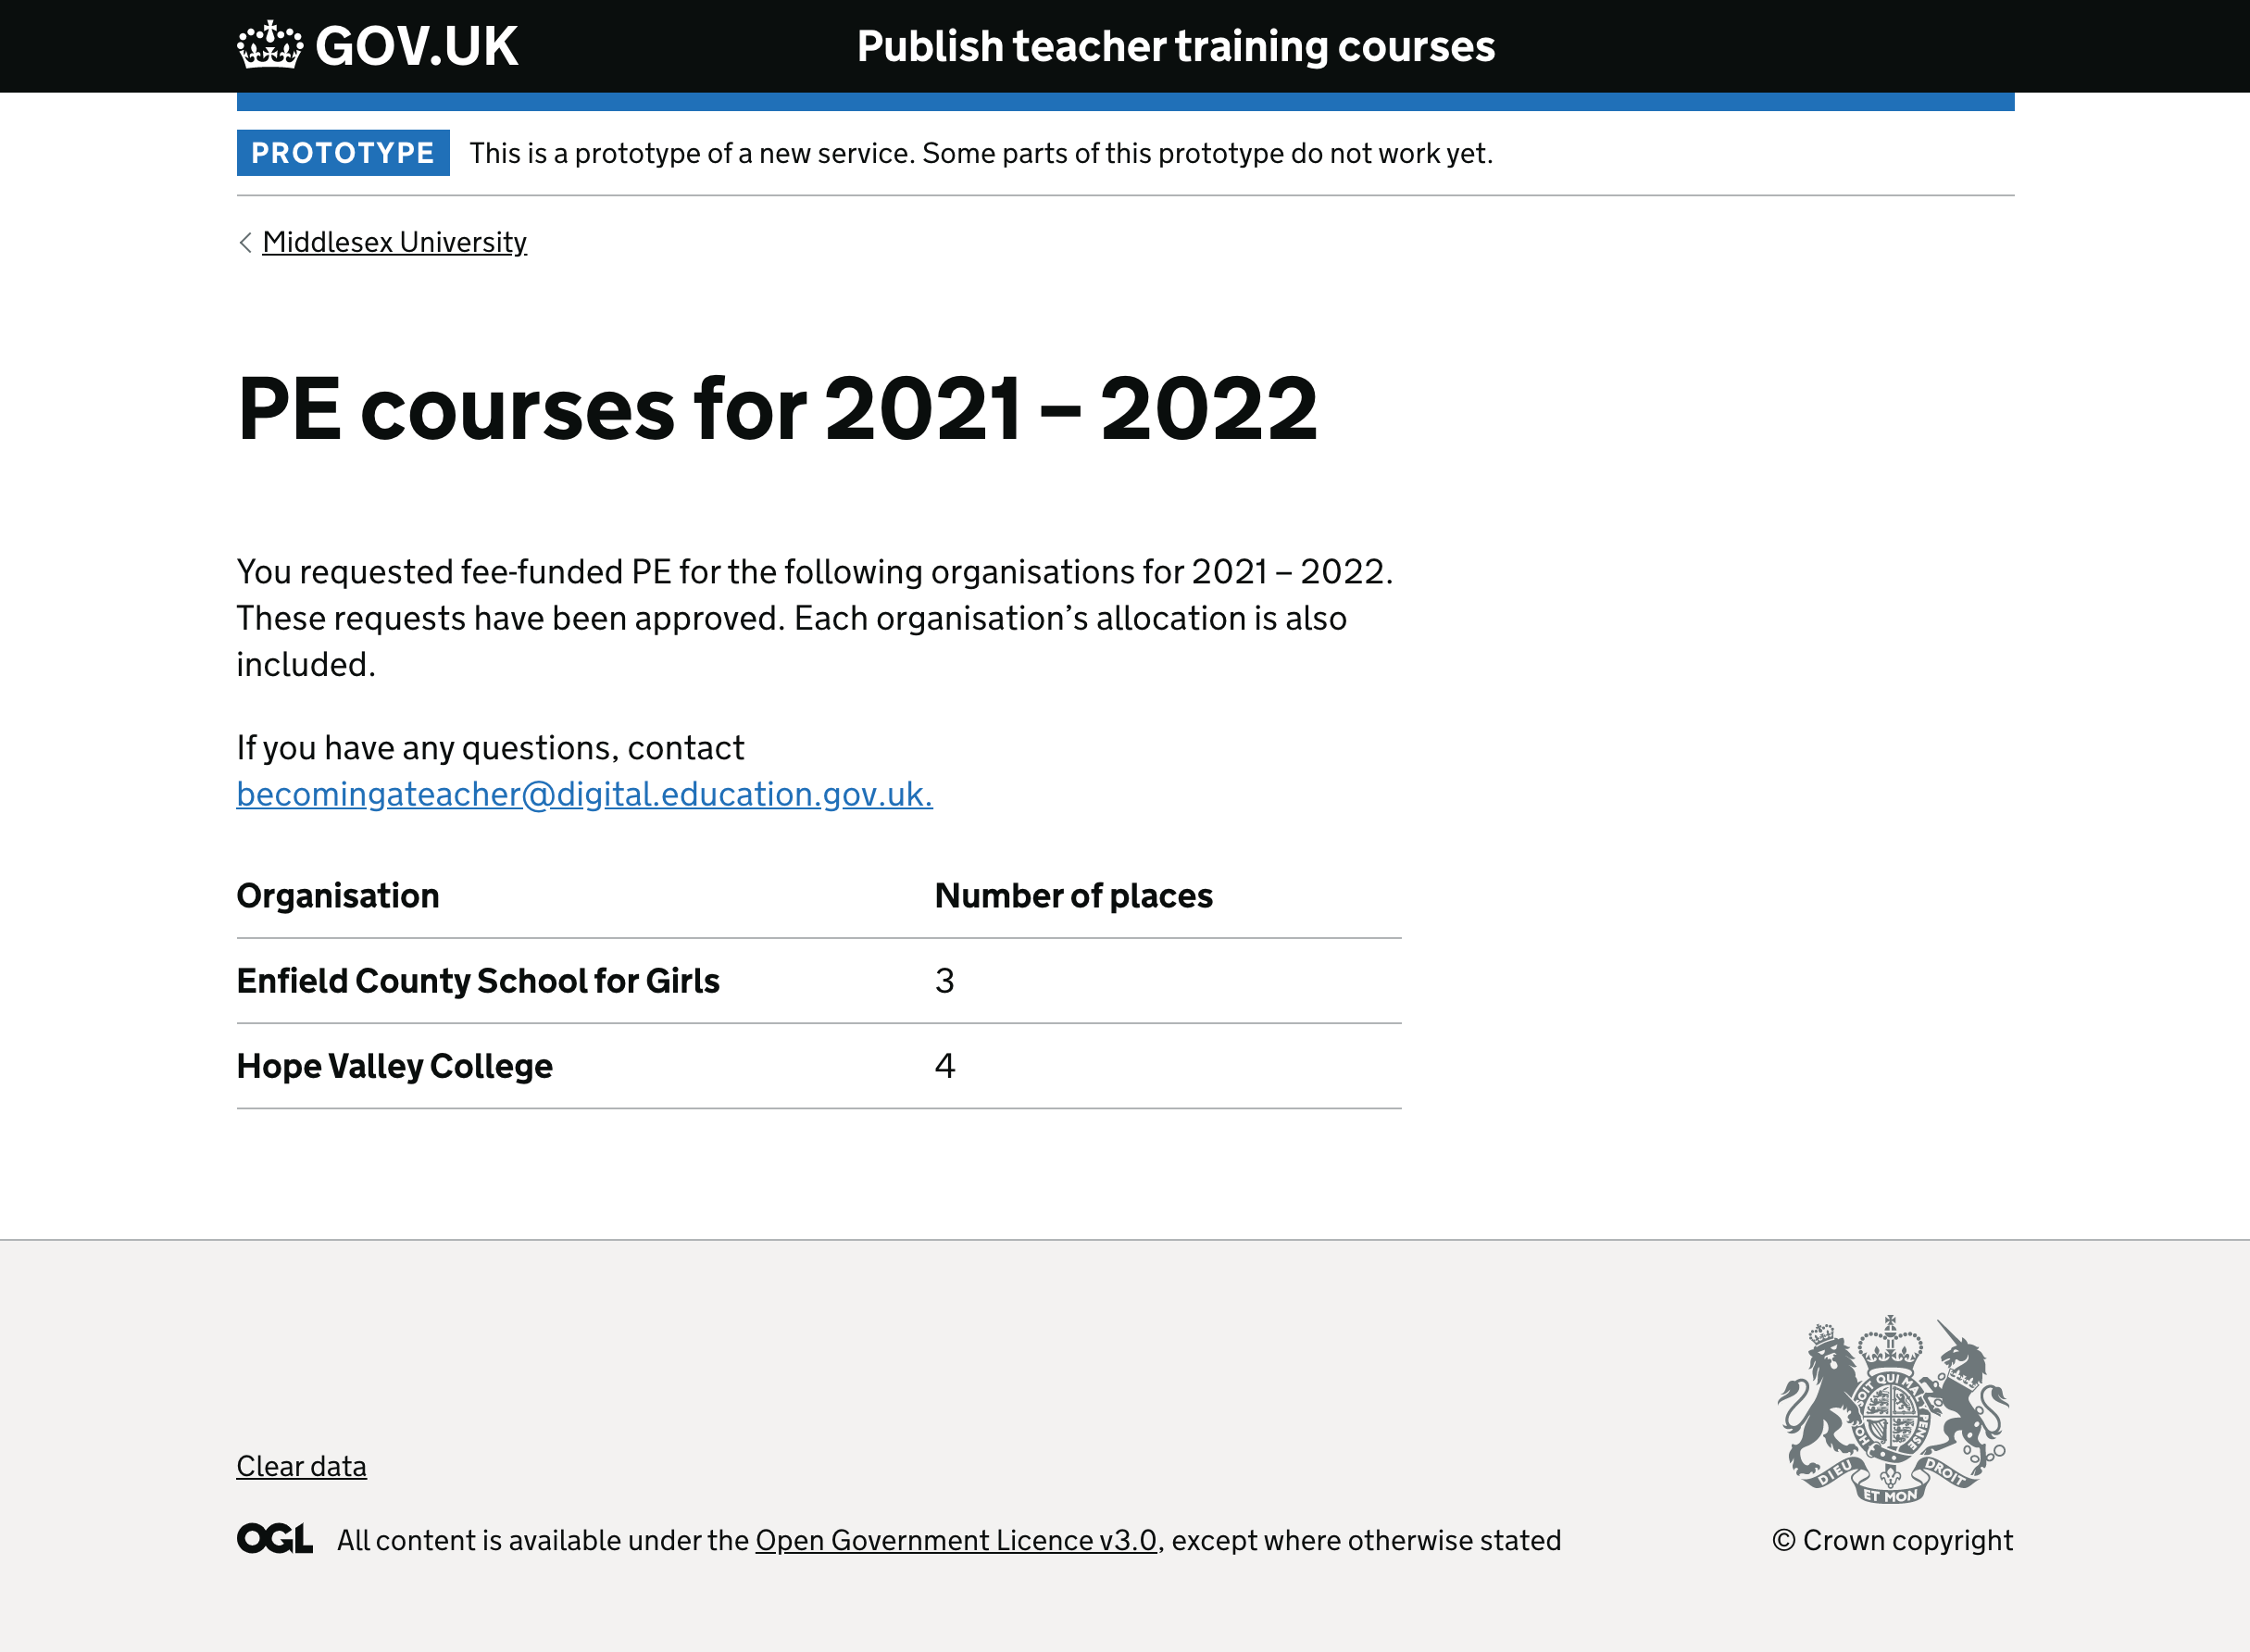 GOV.UK
Publish teacher training courses
PROTOTYPE
This is a prototype of a new service. Some parts of this prototype do not work yet.
Middlesex University
PE courses for 2021 – 2022
You requested fee-funded PE for the following organisations for 2021 – 2022.
These requests have been approved. Each organisation’s allocation is also
included.
If you have any questions, contact
becomingateacher@digital.education.gov.uk.
Organisation Number of places
Enfield County School for Girls 3
Hope Valley College 4
SOIT QUI MAL PENSE HON
DIEU ET MON DROIT
Clear data
OGL All content is available under the Open Government Licence v3.0, except where otherwise stated
© Crown copyright